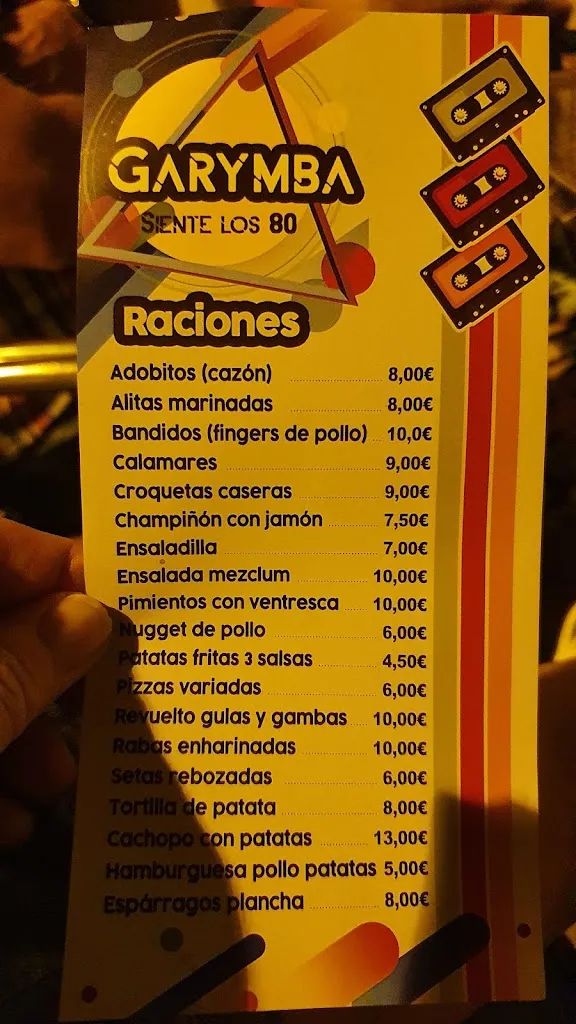 GARYMBA
SIENTE LOS 80
Raciones
Adobitos (cazón) 8,00€
Alitas marinadas 8,00€
Bandidos (fingers de pollo) 10,0€
Calamares 9,00€
Croquetas caseras 9,00€
Champiñón con jamón 7,50€
Ensaladilla 7,00€
Ensalada mezclum 10,00€
Pimientos con ventresca 10,00€
Nugget de pollo 6,00€
Patatas fritas 3 salsas 4,50€
Pizzas variadas 6,00€
Revuelto gulas y gambas 10,00€
Rabas enharinadas 10,00€
Setas rebozadas 6,00€
Tortilla de patata 8,00€
Cachopo con patatas 13,00€
Hamburguesa pollo patatas 5,00€
Espárragos plancha 8,00€